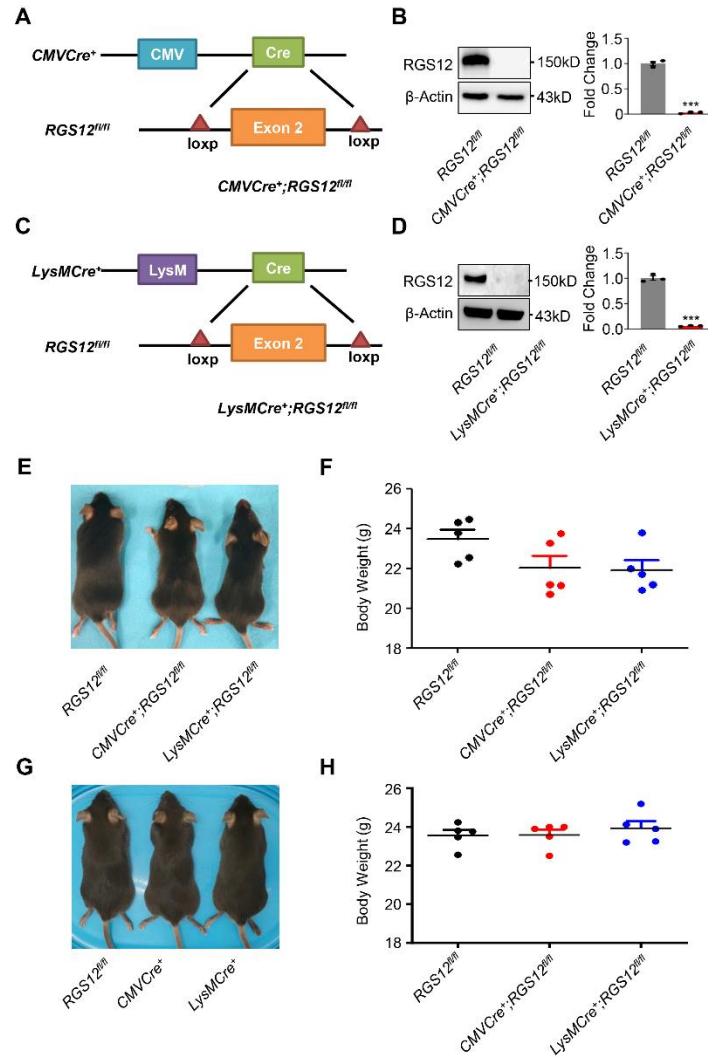 A
CMVCre+
CMV
Cre
RGS12fl/fl
loxp
Exon 2
loxp
CMVCre+;RGS12fl/fl
B
RGS12
150kD
β-Actin
43kD
RGS12fl/fl
CMVCre+;RGS12fl/fl
Fold Change
1.5
1.0
0.5
0
***
RGS12fl/fl
CMVCre+;RGS12fl/fl
C
LysMCre+
LysM
Cre
RGS12fl/fl
loxp
Exon 2
loxp
LysMCre+;RGS12fl/fl
D
RGS12
150kD
β-Actin
43kD
RGS12fl/fl
LysMCre+;RGS12fl/fl
Fold Change
1.5
1.0
0.5
0.0
***
RGS12fl/fl
LysMCre+;RGS12fl/fl
E
RGS12fl/fl
CMVCre+;RGS12fl/fl
LysMCre+;RGS12fl/fl
F
Body Weight (g)
26
24
22
20
18
RGS12fl/fl
CMVCre+;RGS12fl/fl
LysMCre+;RGS12fl/fl
G
RGS12fl/fl
CMVCre+
LysMCre+
H
Body Weight (g)
26
24
22
20
18
RGS12fl/fl
CMVCre+;RGS12fl/fl
LysMCre+;RGS12fl/fl